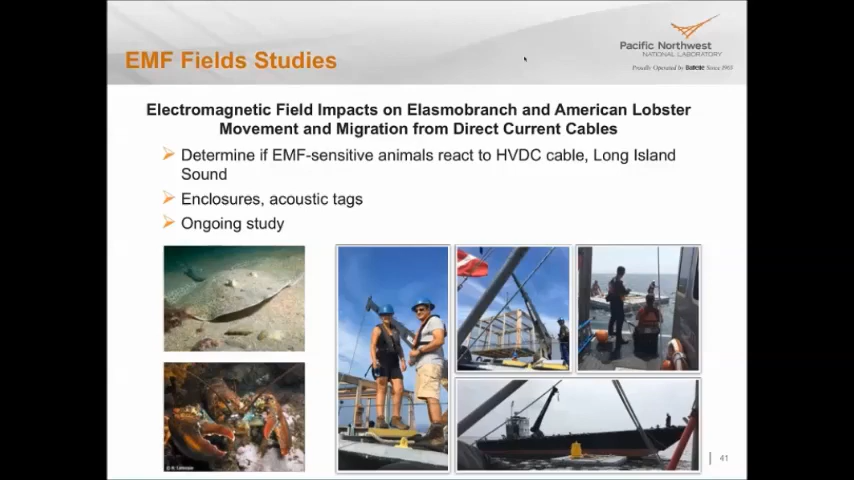 EMF Fields Studies
Pacific Northwest
NATIONAL LABORATORY
Proudly Operated by Battelle Since 1965
Electromagnetic Field Impacts on Elasmobranch and American Lobster
Movement and Migration from Direct Current Cables
Determine if EMF-sensitive animals react to HVDC cable, Long Island
Sound
Enclosures, acoustic tags
Ongoing study
41